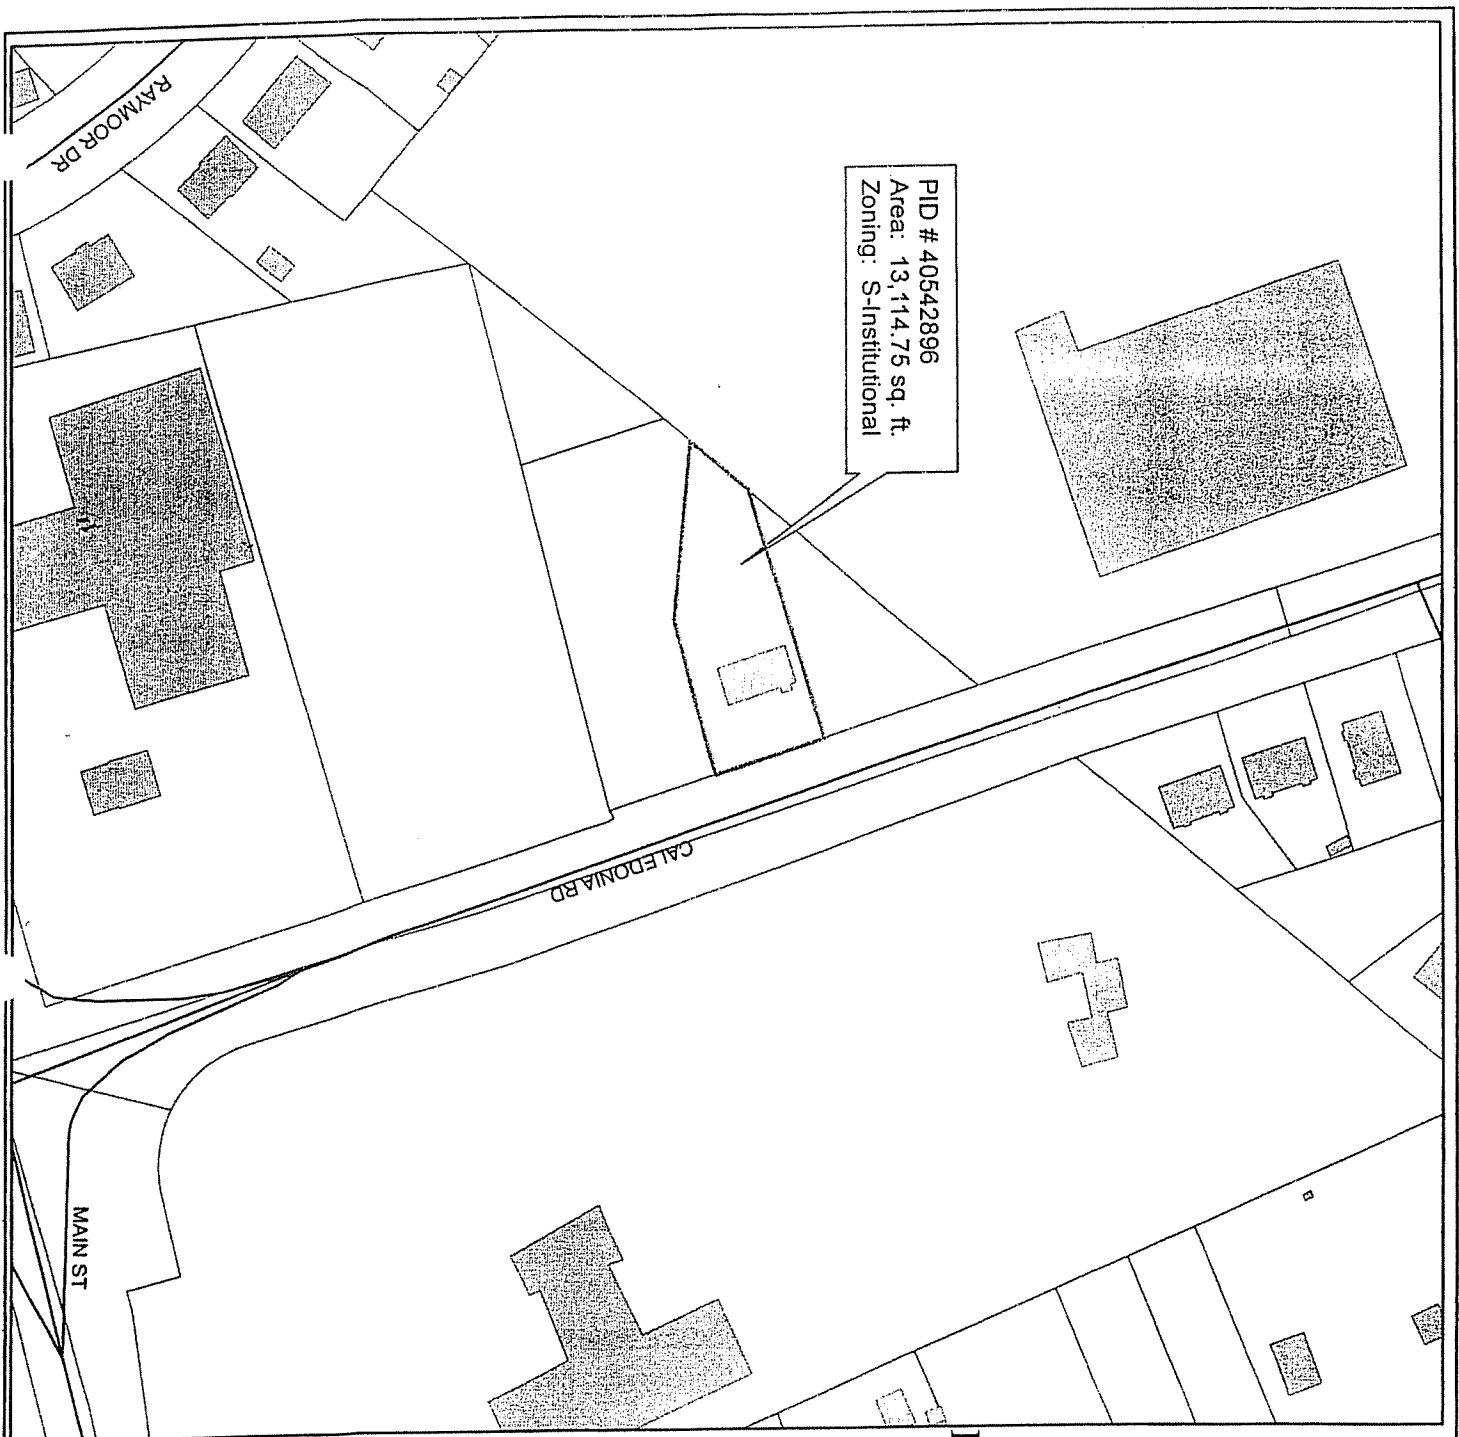 PID # 40542896
Area: 13,114.75 sq. ft.
Zoning: S-Institutional
RAYMOOR DR
CALEDONIA RD
MAIN ST